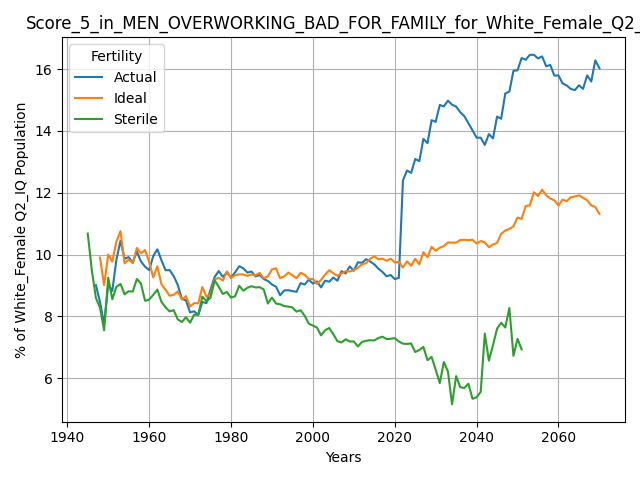 Score_5_in_MEN_OVERWORKING_BAD_FOR_FAMILY_for_White_Female_Q2_
Fertility
Actual
Ideal
Sterile
% of White_Female Q2_IQ Population
16
14
12
10
8
6
1940 1960 1980 2000 2020 2040 2060
Years